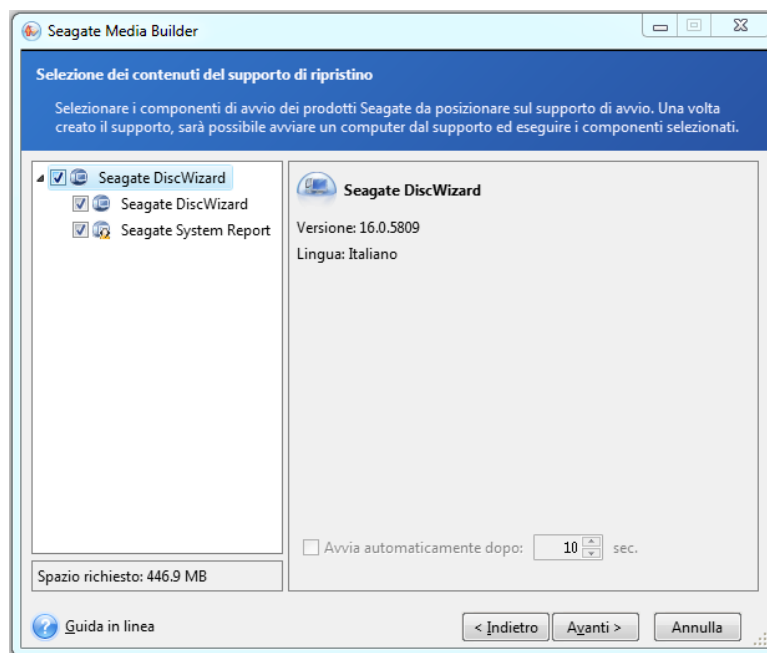 Seagate Media Builder
Selezione dei contenuti del supporto di ripristino
Selezionare i componenti di avvio dei prodotti Seagate da posizionare sul supporto di avvio. Una volta
creato il supporto, sarà possibile avviare un computer dal supporto ed eseguire i componenti selezionati.
Seagate DiscWizard
Seagate DiscWizard
Seagate System Report
Spazio richiesto: 446.9 MB
Seagate DiscWizard
Versione: 16.0.5809
Lingua: Italiano
Avvia automaticamente dopo: 10 sec.
Guida in linea
< Indietro
Avanti >
Annulla